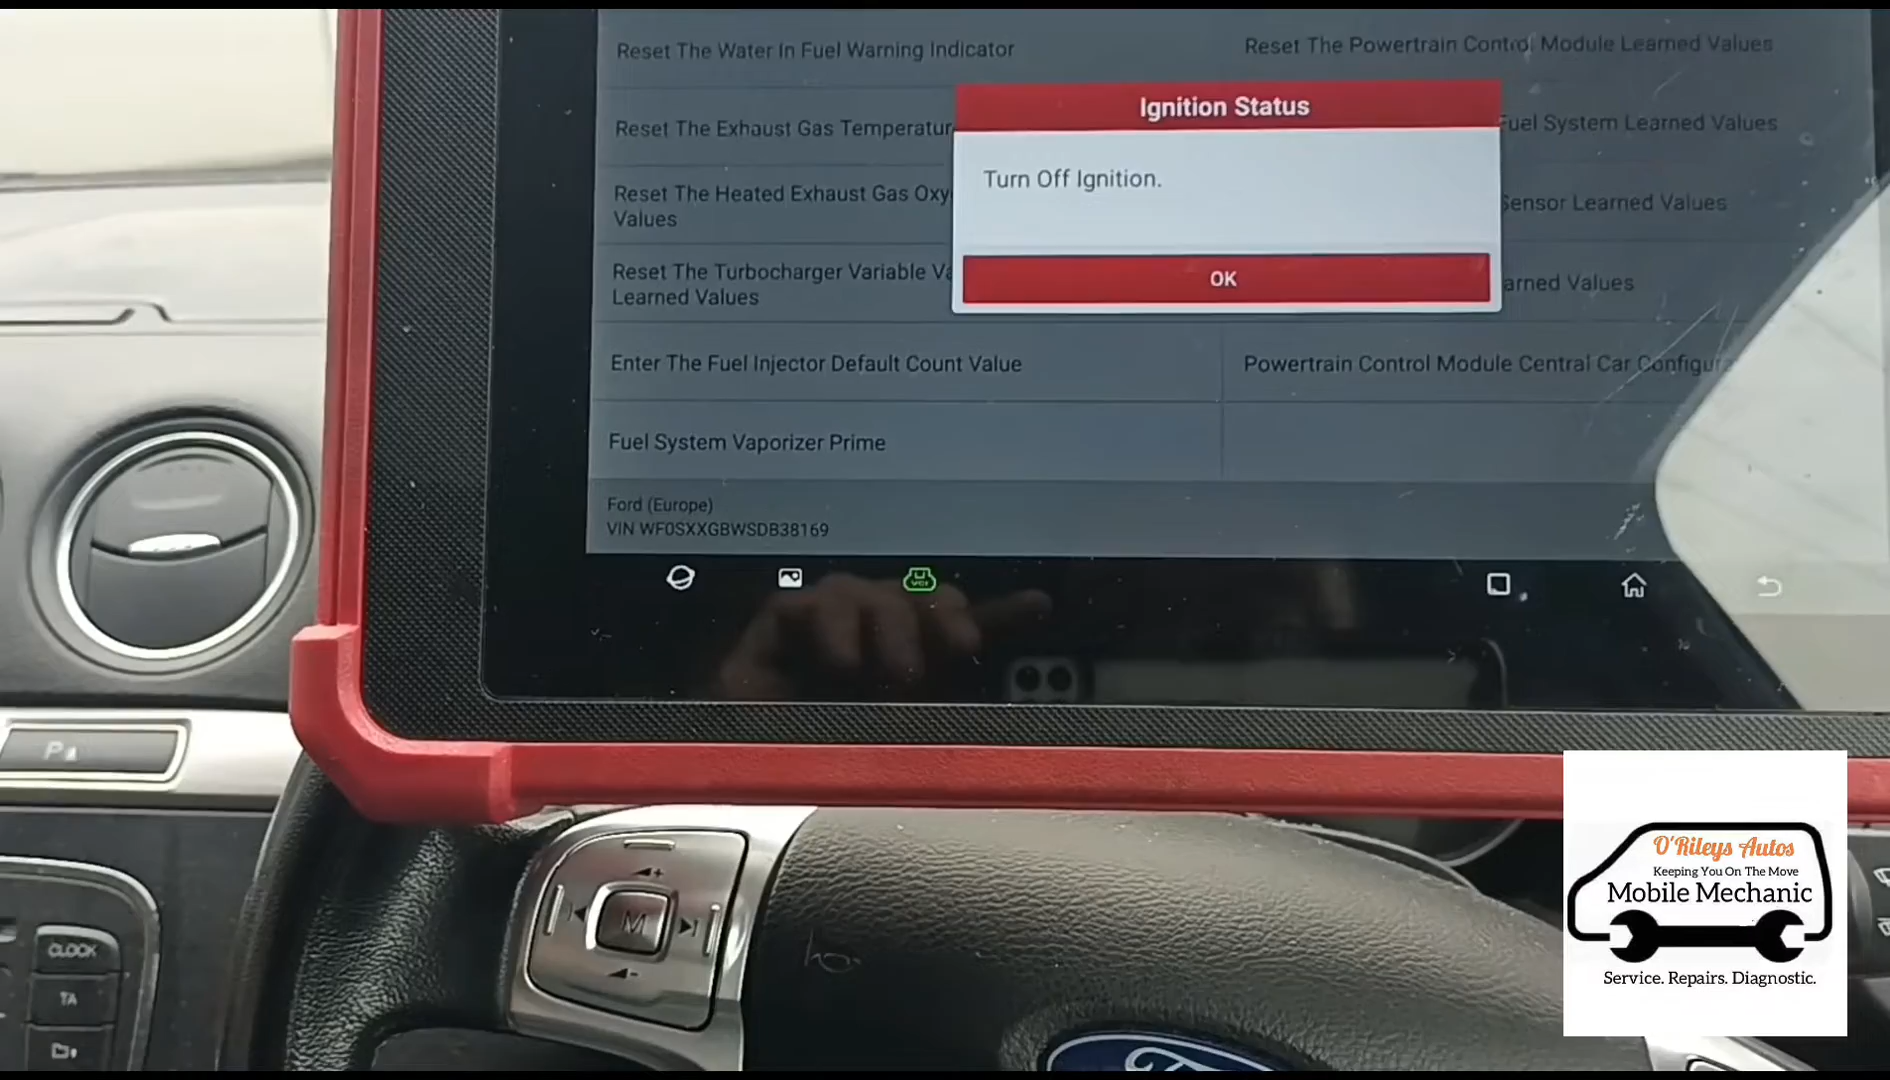 Reset The Water In Fuel Warning Indicator
Reset The Powertrain Control Module Learned Values
Ignition Status
Reset The Exhaust Gas Temperatur
Fuel System Learned Values
Turn Off Ignition.
Reset The Heated Exhaust Gas Oxy
Values
Sensor Learned Values
Reset The Turbocharger Variable Va
Learned Values
OK
arned Values
Enter The Fuel Injector Default Count Value
Powertrain Control Module Central Car Configura
Fuel System Vaporizer Prime
Ford (Europe)
VIN WF0SXXGBWSDB38169
VCI
P
M
CLOCK
TA
O'Rileys Autos
Keeping You On The Move
Mobile Mechanic
Service. Repairs. Diagnostic.